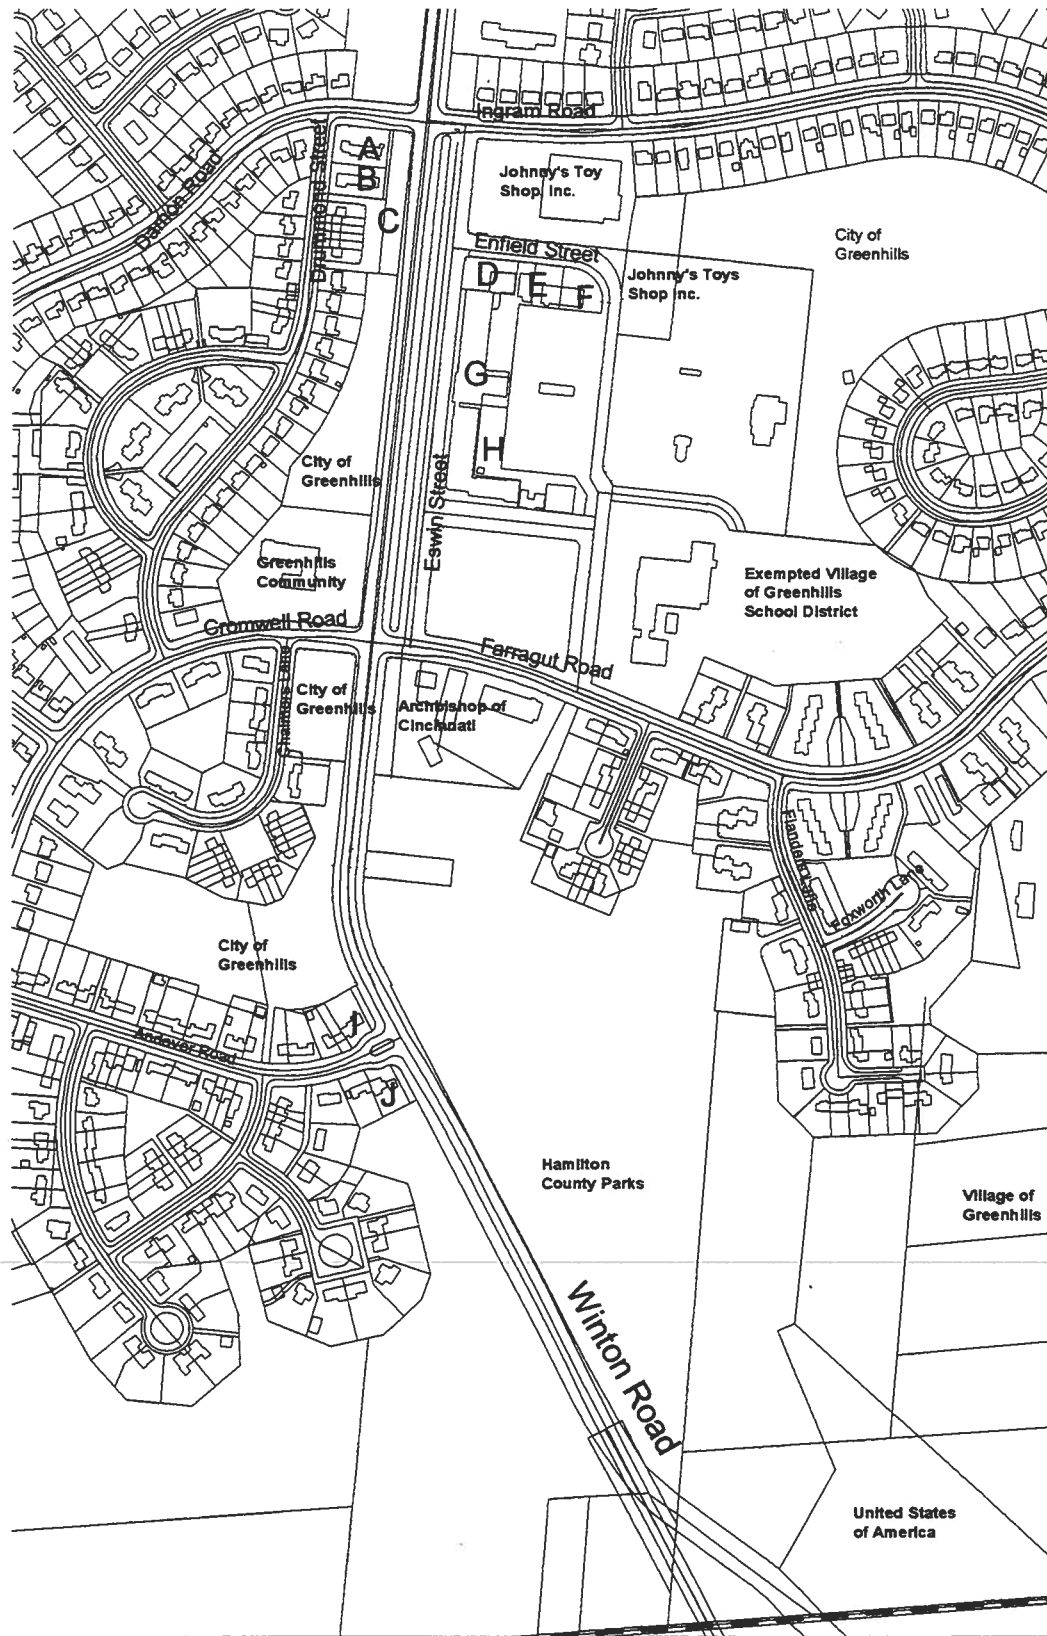 Ingram Road
A
B
Johnny's Toy
Shop, Inc.
Damon Road
Drummond Street
C
City of
Greenhills
Enfield Street
D
E
F
Johnny's Toys
Shop Inc.
G
H
City of
Greenhills
Eswin Street
Greenhills
Community
Exempted Village
of Greenhills
School District
Cromwell Road
Farragut Road
Chalmers Lane
City of
Greenhills
Archbishop of
Cincinnati
Flanders Lane
Foxworth Lane
City of
Greenhills
I
Andover Road
J
Hamilton
County Parks
Village of
Greenhills
Winton Road
United States
of America